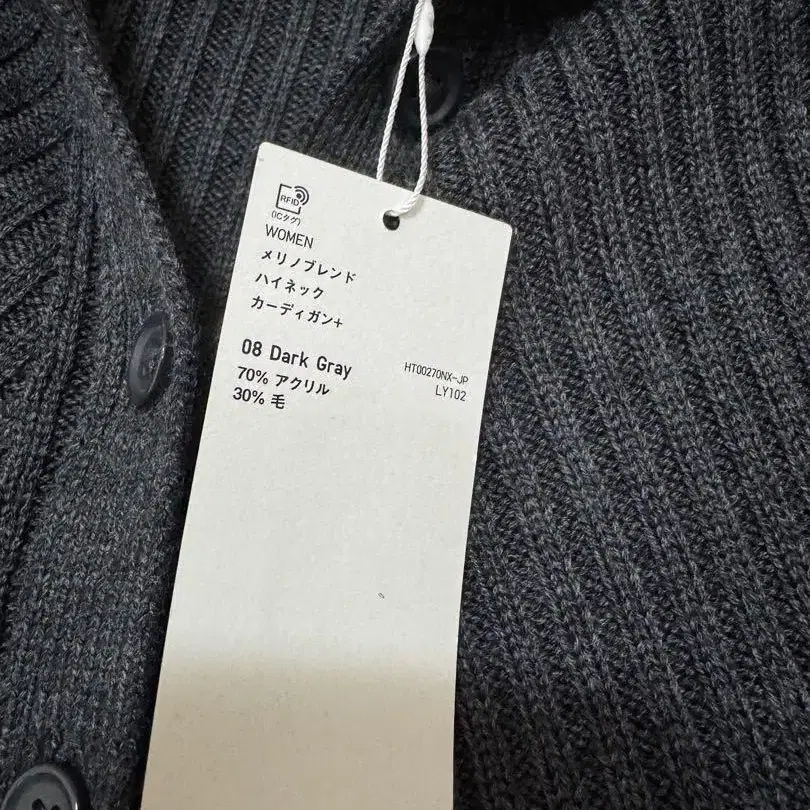 RFID
(ICタグ)
WOMEN
メリノブレンド
ハイネック
カーディガン+
08 Dark Gray
70% アクリル
30% 毛
HT00270NX-JP
LY102